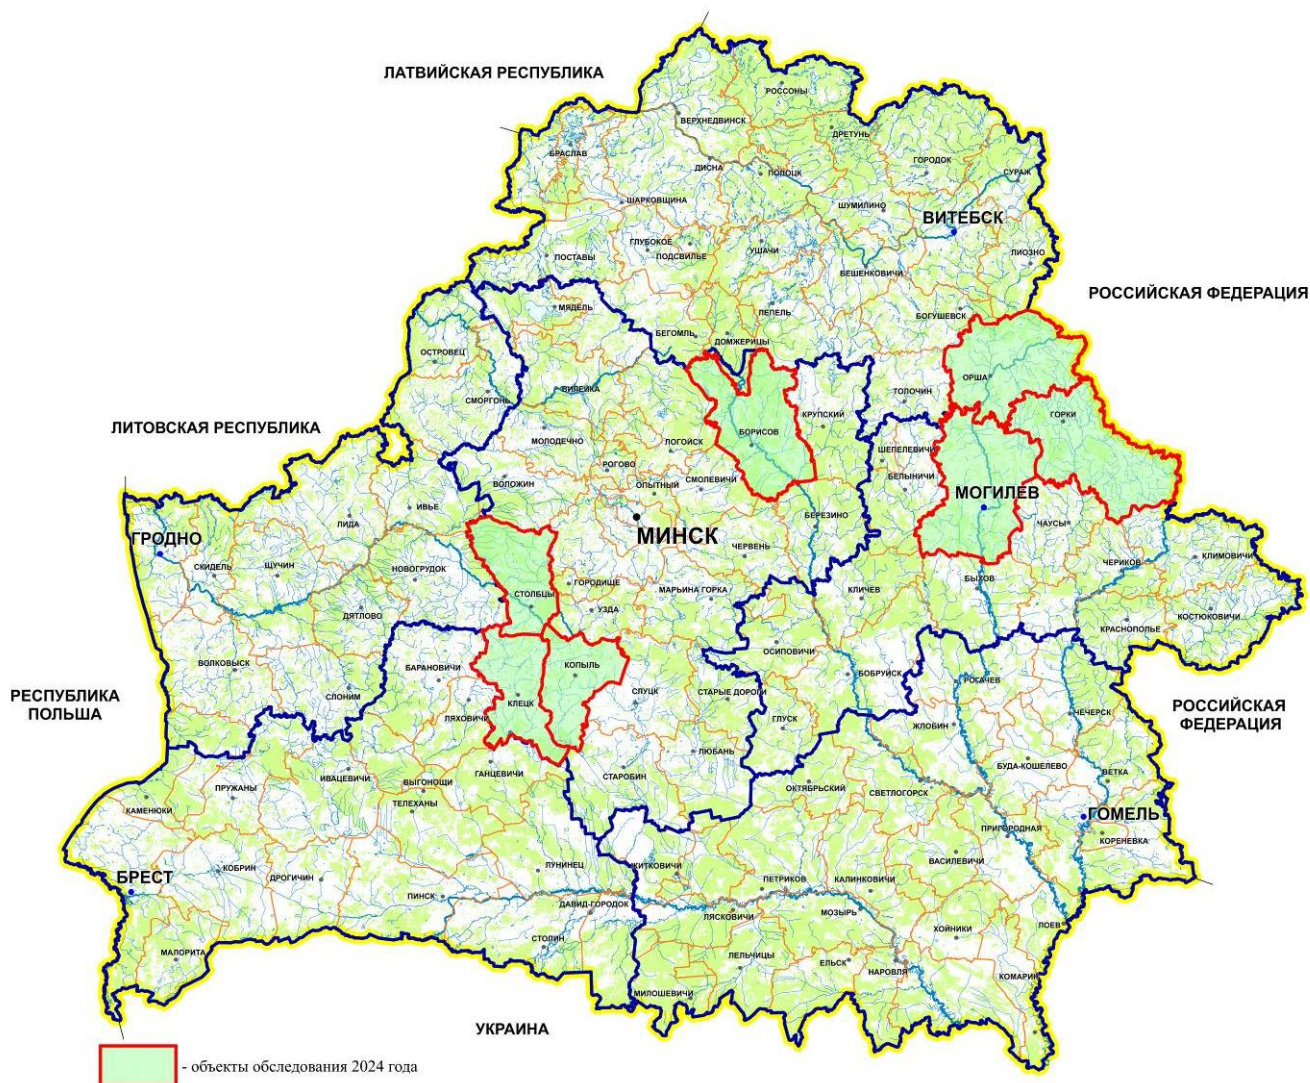 ЛАТВИЙСКАЯ РЕСПУБЛИКА
РОССОНЫ
ВЕРХНЕДВИНСК
ДРЕТУНЬ
БРАСЛАВ
ДИСНА
ПОЛОЦК
ГОРОДОК
СУРАЖ
ШАРКОВЩИНА
ШУМИЛИНО
ВИТЕБСК
ГЛУБОКОЕ
ПОДСВИЛЬЕ
УШАЧИ
ПОСТАВЫ
БЕШЕНКОВИЧИ
ЛИОЗНО
РОССИЙСКАЯ ФЕДЕРАЦИЯ
МЯДЕЛЬ
ЛЕПЕЛЬ
БОГУШЕВСК
БЕГОМЛЬ
ДОМЖЕРИЦЫ
ОСТРОВЕЦ
ОРША
ВИЛЕЙКА
ТОЛОЧИН
СМОРГОНЬ
ГОРКИ
КРУПСКИЙ
ЛИТОВСКАЯ РЕСПУБЛИКА
МОЛОДЕЧНО
ЛОГОЙСК
БОРИСОВ
ШЕПЕЛЕВИЧИ
РОГОВО
ВОЛОЖИН
СМОЛЕВИЧИ
БЕЛЫНИЧИ
ОПЫТНЫЙ
МОГИЛЕВ
ИВЬЕ
БЕРЕЗИНО
ЛИДА
МИНСК
ЧАУСЫ
ГРОДНО
ЧЕРВЕНЬ
КЛИМОВИЧИ
ЩУЧИН
СКИДЕЛЬ
НОВОГРУДОК
ГОРОДИЩЕ
ЧЕРИКОВ
БЫХОВ
СТОЛБЦЫ
МАРЬИНА ГОРКА
КЛИЧЕВ
УЗДА
ДЯТЛОВО
КОСТЮКОВИЧИ
КРАСНОПОЛЬЕ
ОСИПОВИЧИ
ВОЛКОВЫСК
БАРАНОВИЧИ
КОПЫЛЬ
БОБРУЙСК
РОГАЧЕВ
РЕСПУБЛИКА
ПОЛЬША
СЛОНИМ
СЛУЦК
СТАРЫЕ ДОРОГИ
КЛЕЦК
РОССИЙСКАЯ
ФЕДЕРАЦИЯ
ЛЯХОВИЧИ
ГЛУСК
ЖЛОБИН
ЧЕЧЕРСК
ЛЮБАНЬ
БУДА-КОШЕЛЕВО
ИВАЦЕВИЧИ
ГАНЦЕВИЧИ
СТАРОБИН
ВЫГОНОЩИ
ВЕТКА
ПРУЖАНЫ
ОКТЯБРЬСКИЙ
СВЕТЛОГОРСК
ТЕЛЕХАНЫ
КАМЕНЮКИ
ГОМЕЛЬ
ПРИГОРОДНАЯ
КОРЕНЕВКА
ВАСИЛЕВИЧИ
ЛУНИНЕЦ
ЖИТКОВИЧИ
КОБРИН
БРЕСТ
ДРОГИЧИН
ПЕТРИКОВ
КАЛИНКОВИЧИ
ПИНСК
ДАВИД-ГОРОДОК
ЛЯСКОВИЧИ
МОЗЫРЬ
ЛОЕВ
ХОЙНИКИ
СТОЛИН
МАЛОРИТА
ЛЕЛЬЧИЦЫ
ЕЛЬСК
НАРОВЛЯ
КОМАРИН
МИЛОШЕВИЧИ
УКРАИНА
- объекты обследования 2024 года